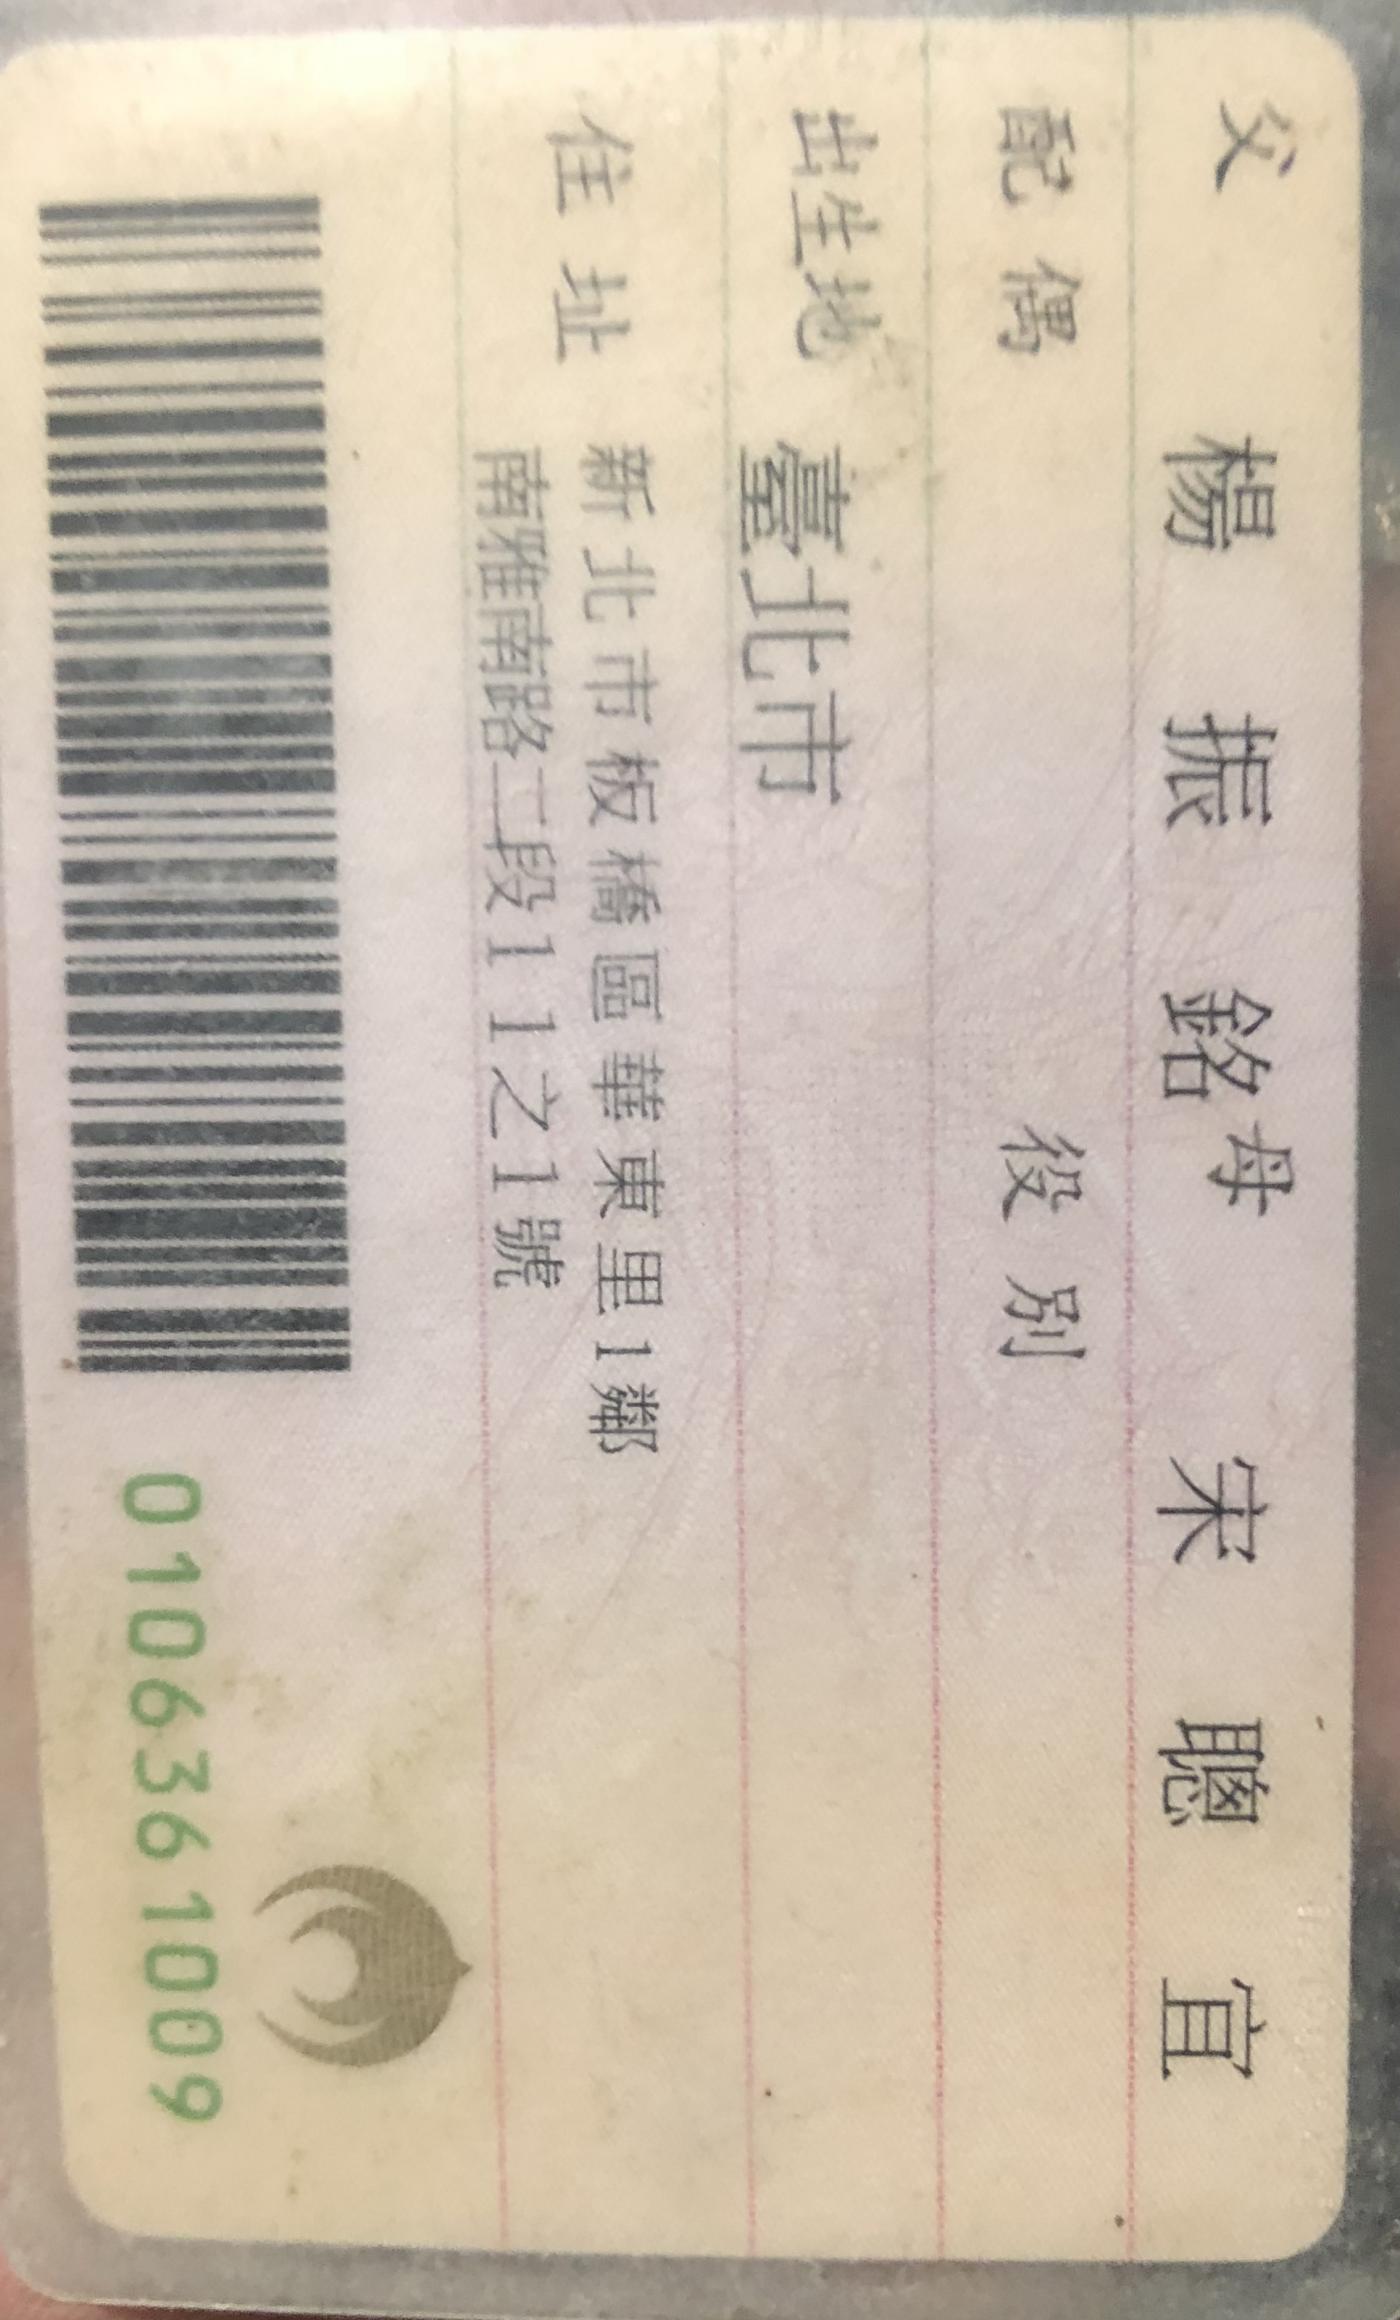 父 楊振銘 母 宋聰宜
配偶 役別
出生地 臺北市
住址 新北市板橋區華東里1鄰
南雅南路二段11之1號
0106361009